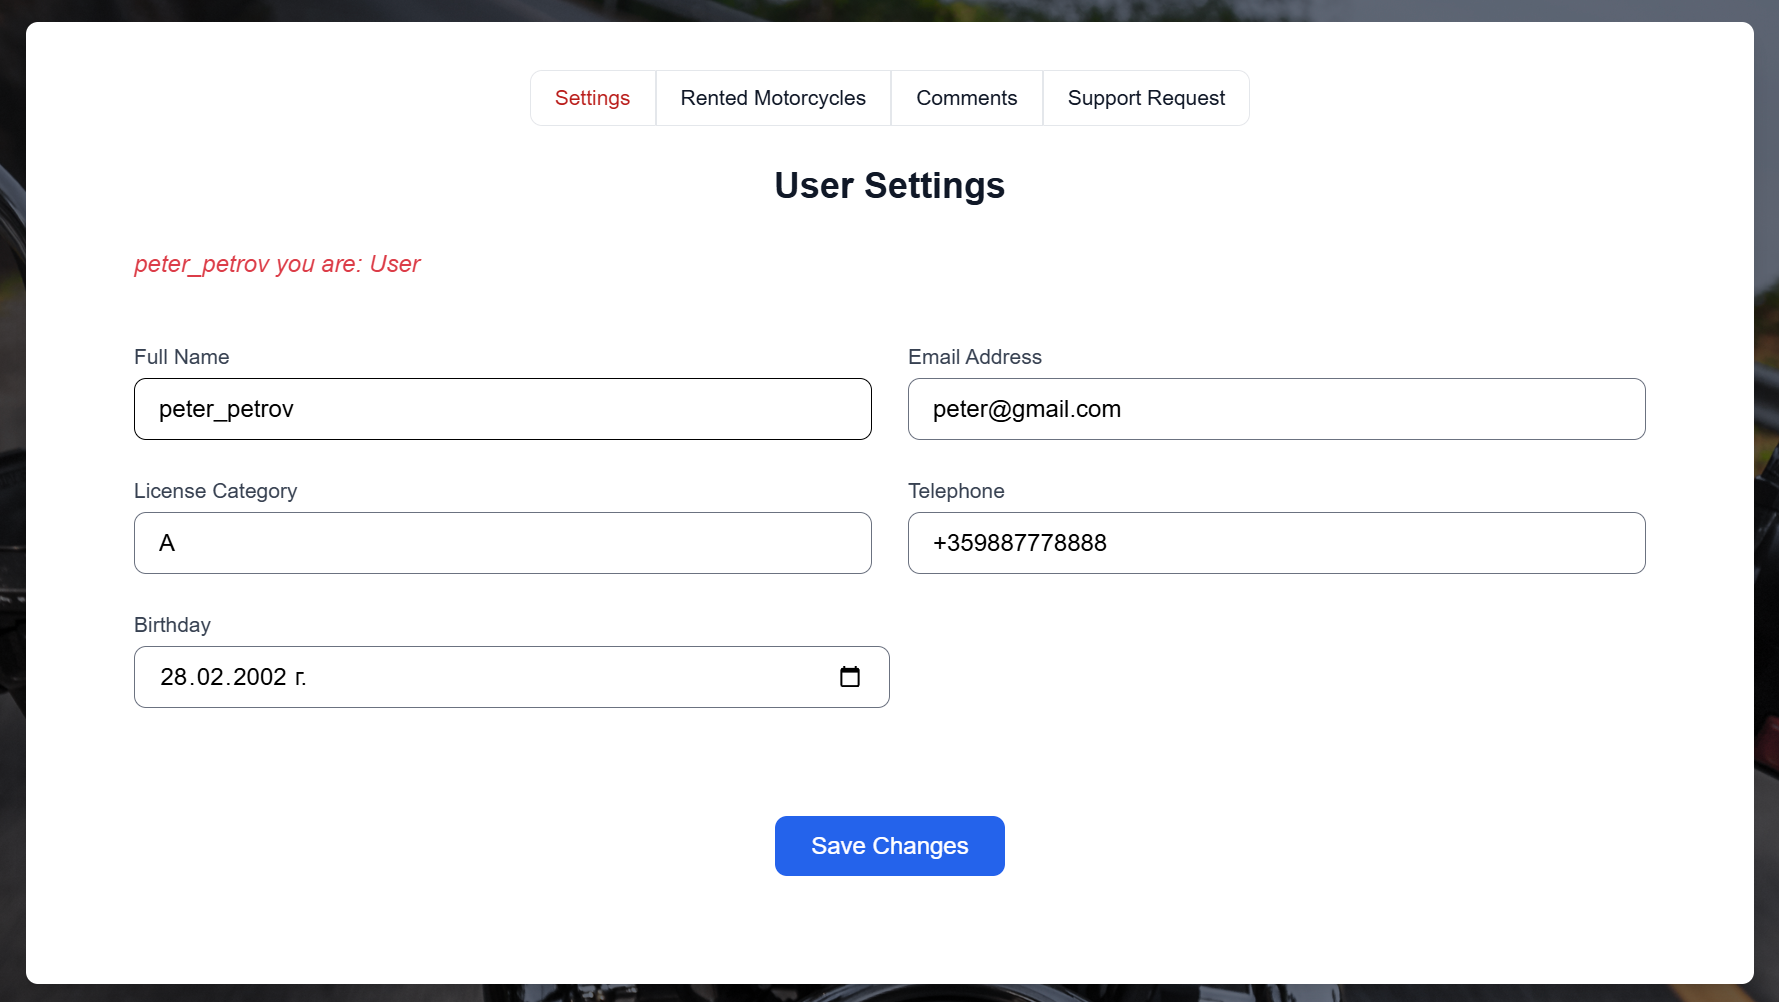 Settings Rented Motorcycles Comments Support Request
User Settings
peter_petrov you are: User
Full Name
peter_petrov
Email Address
peter@gmail.com
License Category
A
Telephone
+359887778888
Birthday
28.02.2002 г.
Save Changes